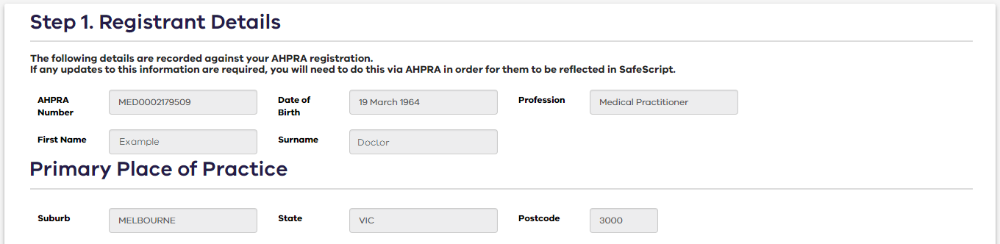 Step 1. Registrant Details
The following details are recorded against your AHPRA registration.
If any updates to this information are required, you will need to do this via AHPRA in order for them to be reflected in SafeScript.
AHPRA Number MED0002179509 Date of Birth 19 March 1964 Profession Medical Practitioner
First Name Example Surname Doctor
Primary Place of Practice
Suburb MELBOURNE State VIC Postcode 3000